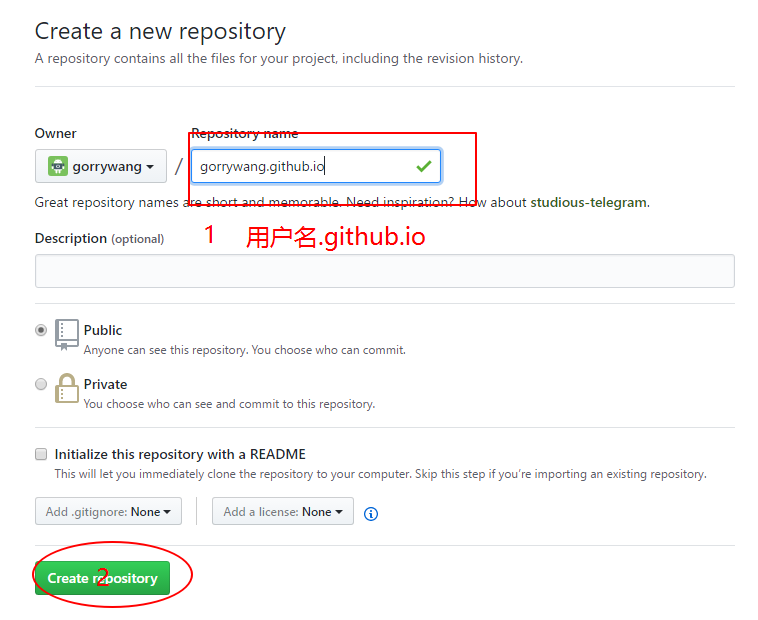 Create a new repository
A repository contains all the files for your project, including the revision history.
Owner
Repository name
gorrywang
/
gorrywang.github.io
Great repository names are short and memorable. Need inspiration? How about studious-telegram.
1 用户名.github.io
Description (optional)
Public
Anyone can see this repository. You choose who can commit.
Private
You choose who can see and commit to this repository.
Initialize this repository with a README
This will let you immediately clone the repository to your computer. Skip this step if you’re importing an existing repository.
Add .gitignore: None
Add a license: None
Create repository
2